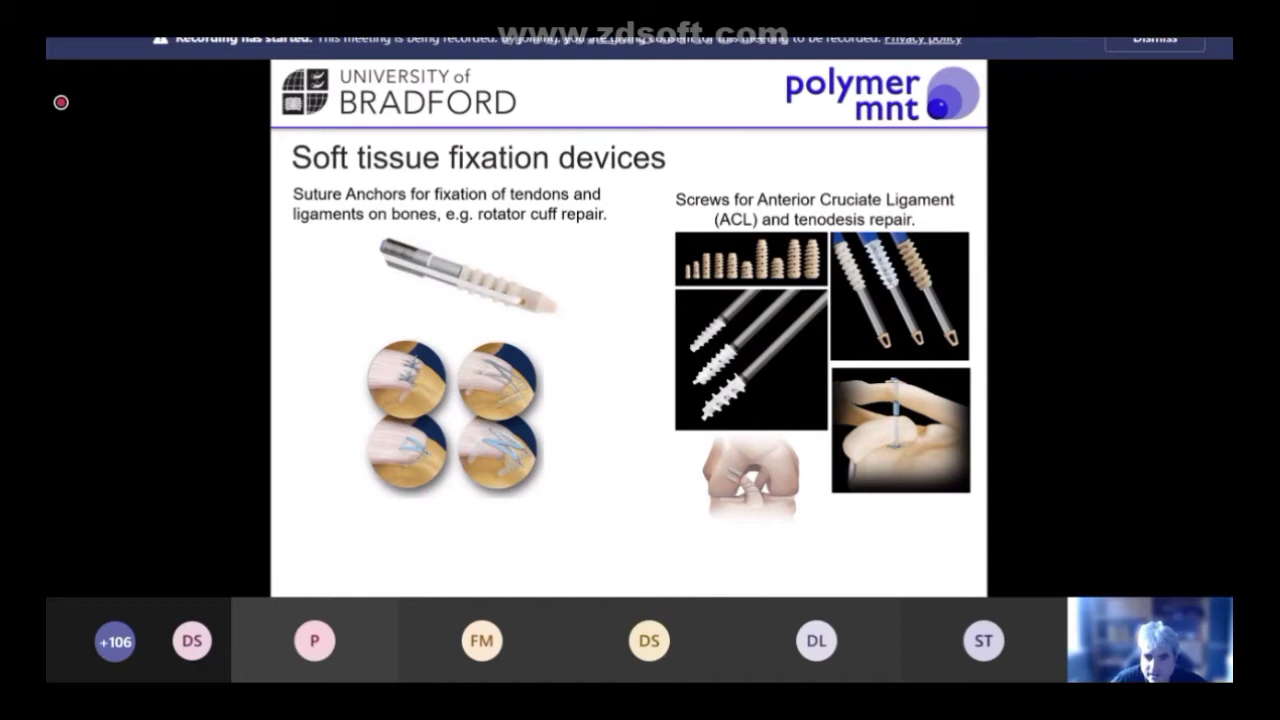 www.zdsoft.com
Recording has started. This meeting is being recorded. By joining, you are giving consent for this meeting to be recorded. Privacy policy
Dismiss
UNIVERSITY of
BRADFORD
polymer
mnt
Soft tissue fixation devices
Suture Anchors for fixation of tendons and
ligaments on bones, e.g. rotator cuff repair.
Screws for Anterior Cruciate Ligament
(ACL) and tenodesis repair.
+106
DS
P
FM
DS
DL
ST